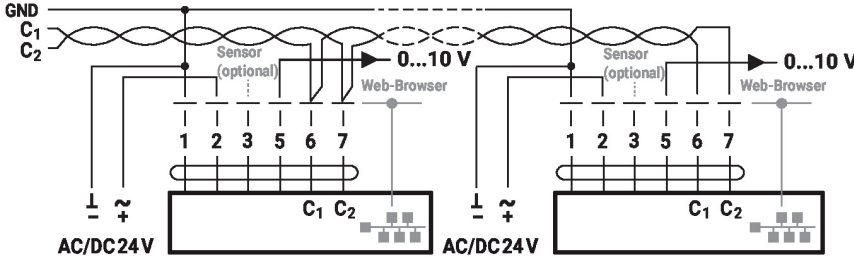 GND
C1
C2
Sensor
(optional)
0...10 V
Web-Browser
Sensor
(optional)
0...10 V
Web-Browser
1 2 3 5 6 7
1 2 3 5 6 7
⊥ ~
− +
C1 C2
AC/DC 24 V
⊥ ~
− +
C1 C2
AC/DC 24 V